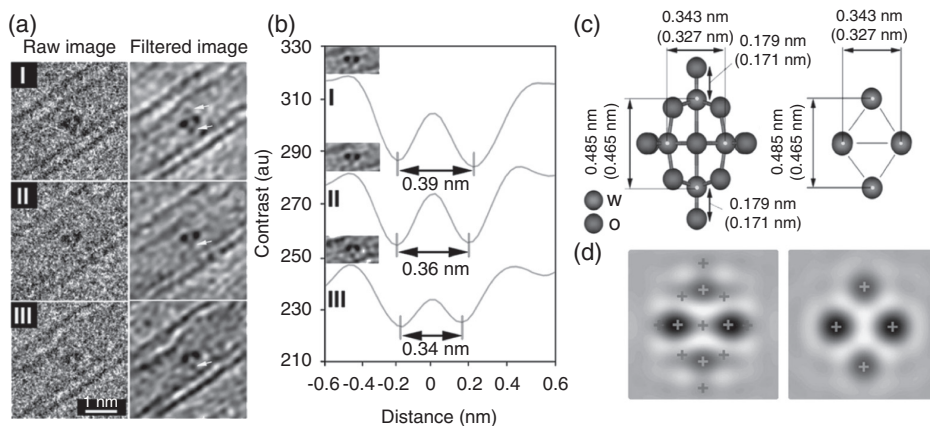 (a)
Raw image Filtered image
I
II
III
1 nm
(b)
330
310
290
270
250
230
210
Contrast (au)
I
0.39 nm
II
0.36 nm
III
0.34 nm
-0.6 -0.4 -0.2 0 0.2 0.4 0.6
Distance (nm)
(c)
0.343 nm
(0.327 nm)
0.179 nm
(0.171 nm)
0.485 nm
(0.465 nm)
0.179 nm
(0.171 nm)
W
O
0.343 nm
(0.327 nm)
0.485 nm
(0.465 nm)
(d)